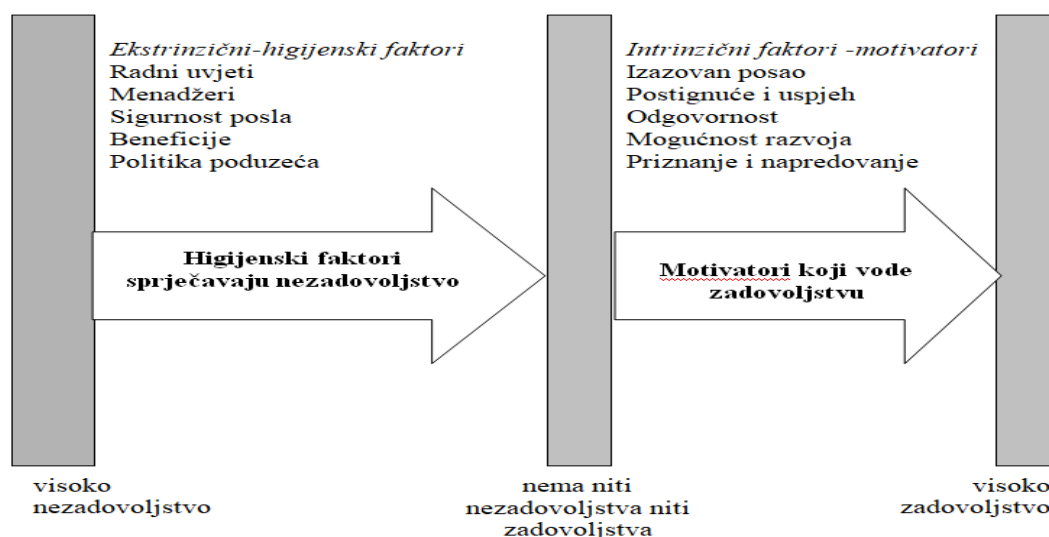 Ekstrinzični-higijenski faktori
Radni uvjeti
Menadžeri
Sigurnost posla
Beneficije
Politika poduzeća
Intrinzični faktori -motivatori
Izazovan posao
Postignuće i uspjeh
Odgovornost
Mogućnost razvoja
Priznanje i napredovanje
Higijenski faktori
sprječavaju nezadovoljstvo
Motivatori koji vode
zadovoljstvu
visoko
nezadovoljstvo
nema niti
nezadovoljstva niti
zadovoljstva
visoko
zadovoljstvo